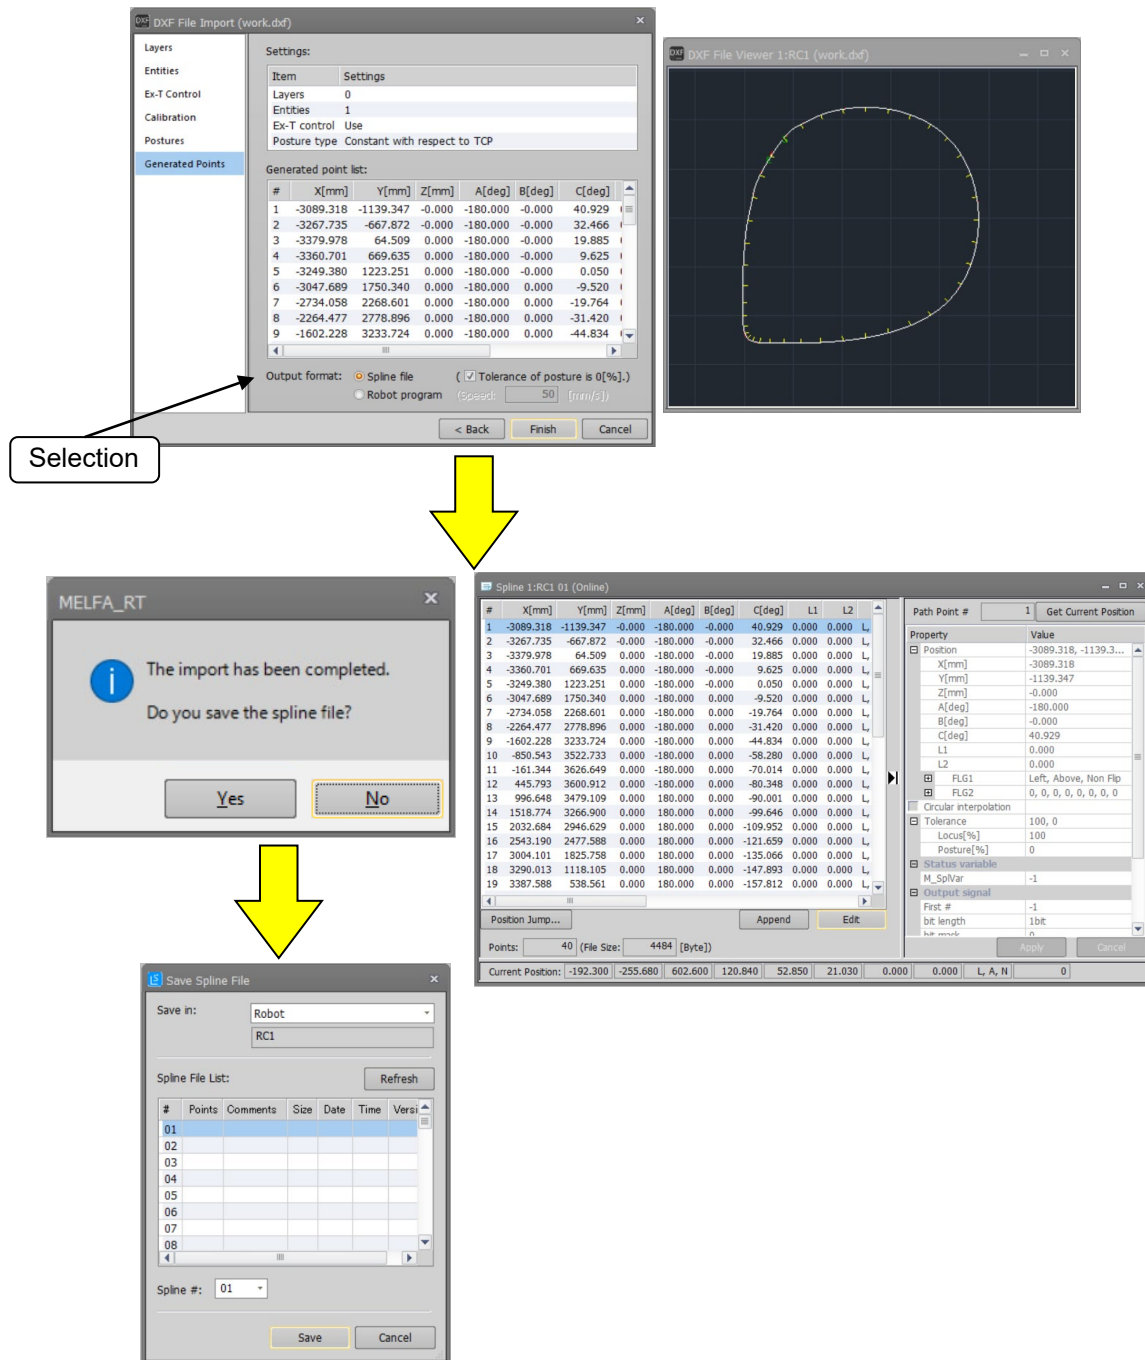 DXF File Import (work.dxf)
Layers
Entities
Ex-T Control
Calibration
Postures
Generated Points
Settings:
Item Settings
Layers 0
Entities 1
Ex-T control Use
Posture type Constant with respect to TCP
Generated point list:
# X[mm] Y[mm] Z[mm] A[deg] B[deg] C[deg]
1 -3089.318 -1139.347 -0.000 -180.000 -0.000 40.929
2 -3267.735 -667.872 -0.000 -180.000 -0.000 32.466
3 -3379.978 64.509 0.000 -180.000 -0.000 19.885
4 -3360.701 669.635 0.000 -180.000 -0.000 9.625
5 -3249.380 1223.251 0.000 -180.000 -0.000 0.050
6 -3047.689 1750.340 0.000 -180.000 0.000 -9.520
7 -2734.058 2268.601 0.000 -180.000 0.000 -19.764
8 -2264.477 2778.896 0.000 -180.000 0.000 -31.420
9 -1602.228 3233.724 0.000 -180.000 0.000 -44.834
Output format: Spline file ( Tolerance of posture is 0[%].)
Robot program (Speed: 50 [mm/s])
< Back Finish Cancel
DXF File Viewer 1:RC1 (work.dxf)
Selection
MELFA_RT
The import has been completed.
Do you save the spline file?
Yes No
Spline 1:RC1 01 (Online)
# X[mm] Y[mm] Z[mm] A[deg] B[deg] C[deg] L1 L2
1 -3089.318 -1139.347 -0.000 -180.000 -0.000 40.929 0.000 0.000 L,
2 -3267.735 -667.872 -0.000 -180.000 -0.000 32.466 0.000 0.000 L,
3 -3379.978 64.509 0.000 -180.000 -0.000 19.885 0.000 0.000 L,
4 -3360.701 669.635 0.000 -180.000 -0.000 9.625 0.000 0.000 L,
5 -3249.380 1223.251 0.000 -180.000 -0.000 0.050 0.000 0.000 L,
6 -3047.689 1750.340 0.000 -180.000 0.000 -9.520 0.000 0.000 L,
7 -2734.058 2268.601 0.000 -180.000 0.000 -19.764 0.000 0.000 L,
8 -2264.477 2778.896 0.000 -180.000 0.000 -31.420 0.000 0.000 L,
9 -1602.228 3233.724 0.000 -180.000 0.000 -44.834 0.000 0.000 L,
10 -850.543 3522.733 0.000 -180.000 0.000 -58.280 0.000 0.000 L,
11 -161.344 3626.649 0.000 -180.000 0.000 -70.014 0.000 0.000 L,
12 445.793 3600.912 0.000 -180.000 0.000 -80.348 0.000 0.000 L,
13 996.648 3479.109 0.000 180.000 0.000 -90.001 0.000 0.000 L,
14 1518.774 3266.900 0.000 180.000 0.000 -99.646 0.000 0.000 L,
15 2032.684 2946.629 0.000 180.000 0.000 -109.952 0.000 0.000 L,
16 2543.190 2477.588 0.000 180.000 0.000 -121.659 0.000 0.000 L,
17 3004.101 1825.758 0.000 180.000 0.000 -135.066 0.000 0.000 L,
18 3290.013 1118.105 0.000 180.000 0.000 -147.893 0.000 0.000 L,
19 3387.588 538.561 0.000 180.000 0.000 -157.812 0.000 0.000 L,
Position Jump... Append Edit
Points: 40 (File Size: 4484 [Byte])
Path Point # 1 Get Current Position
Property Value
Position -3089.318, -1139.3...
X[mm] -3089.318
Y[mm] -1139.347
Z[mm] -0.000
A[deg] -180.000
B[deg] -0.000
C[deg] 40.929
L1 0.000
L2 0.000
FLG1 Left, Above, Non Flip
FLG2 0, 0, 0, 0, 0, 0, 0, 0
Circular interpolation
Tolerance 100, 0
Locus[%] 100
Posture[%] 0
Status variable
M_SplVar -1
Output signal
First # -1
bit length 1bit
bit mask 0
Apply Cancel
Current Position: -192.300 -255.680 602.600 120.840 52.850 21.030 0.000 0.000 L, A, N 0
Save Spline File
Save in: Robot
RC1
Spline File List: Refresh
# Points Comments Size Date Time Versi
01
02
03
04
05
06
07
08
Spline #: 01
Save Cancel